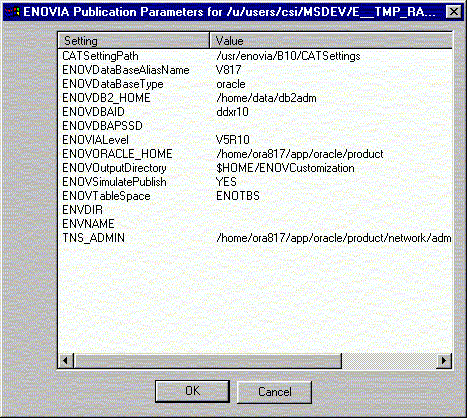 ENOVIA Publication Parameters for /u/users/csi/MSDEV/E__TMP_RA...
Setting Value
CATSettingPath /usr/enovia/B10/CATSettings
ENOVDataBaseAliasName V817
ENOVDataBaseType oracle
ENOVDB2_HOME /home/data/db2adm
ENOVDBAID ddxr10
ENOVDBAPSSD
ENOVIALevel V5R10
ENOVORACLE_HOME /home/ora817/app/oracle/product
ENOVOutputDirectory $HOME/ENOVCustomization
ENOVSimulatePublish YES
ENOVTableSpace ENOTBS
ENVDIR
ENVNAME
TNS_ADMIN /home/ora817/app/oracle/product/network/adm
OK Cancel